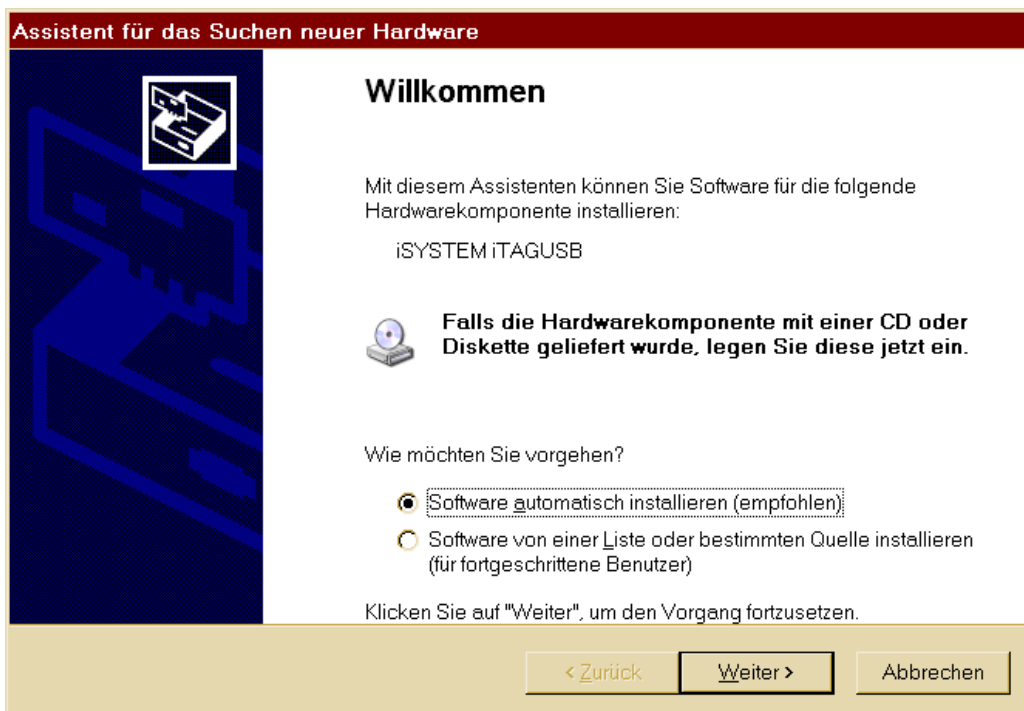 Assistent für das Suchen neuer Hardware
Willkommen
Mit diesem Assistenten können Sie Software für die folgende
Hardwarekomponente installieren:
iSYSTEM iTAGUSB
Falls die Hardwarekomponente mit einer CD oder
Diskette geliefert wurde, legen Sie diese jetzt ein.
Wie möchten Sie vorgehen?
Software automatisch installieren (empfohlen)
Software von einer Liste oder bestimmten Quelle installieren
(für fortgeschrittene Benutzer)
Klicken Sie auf "Weiter", um den Vorgang fortzusetzen.
< Zurück Weiter > Abbrechen